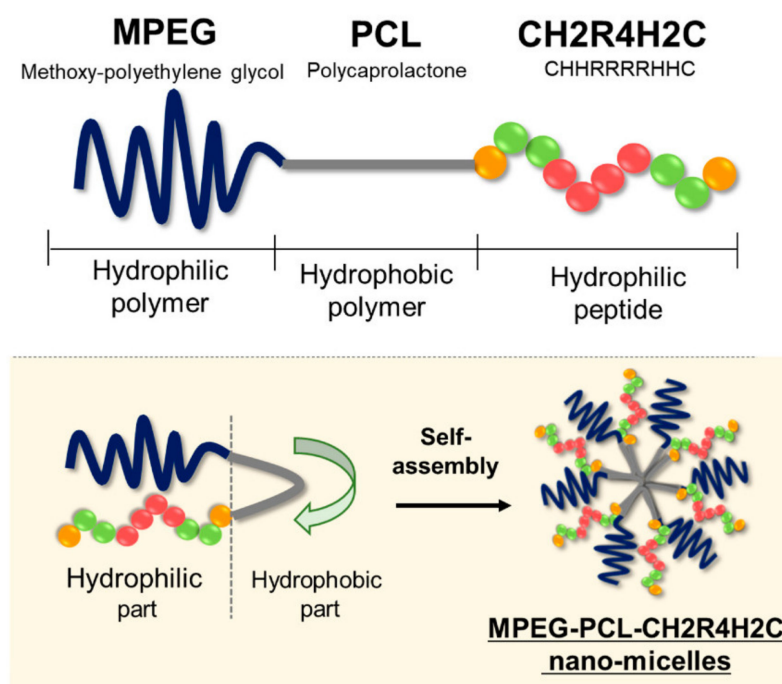 MPEG PCL CH2R4H2C
Methoxy-polyethylene glycol Polycaprolactone CHHRRRRHHC
Hydrophilic Hydrophobic Hydrophilic
polymer polymer peptide
Self-
assembly
Hydrophilic Hydrophobic
part part
MPEG-PCL-CH2R4H2C
nano-micelles